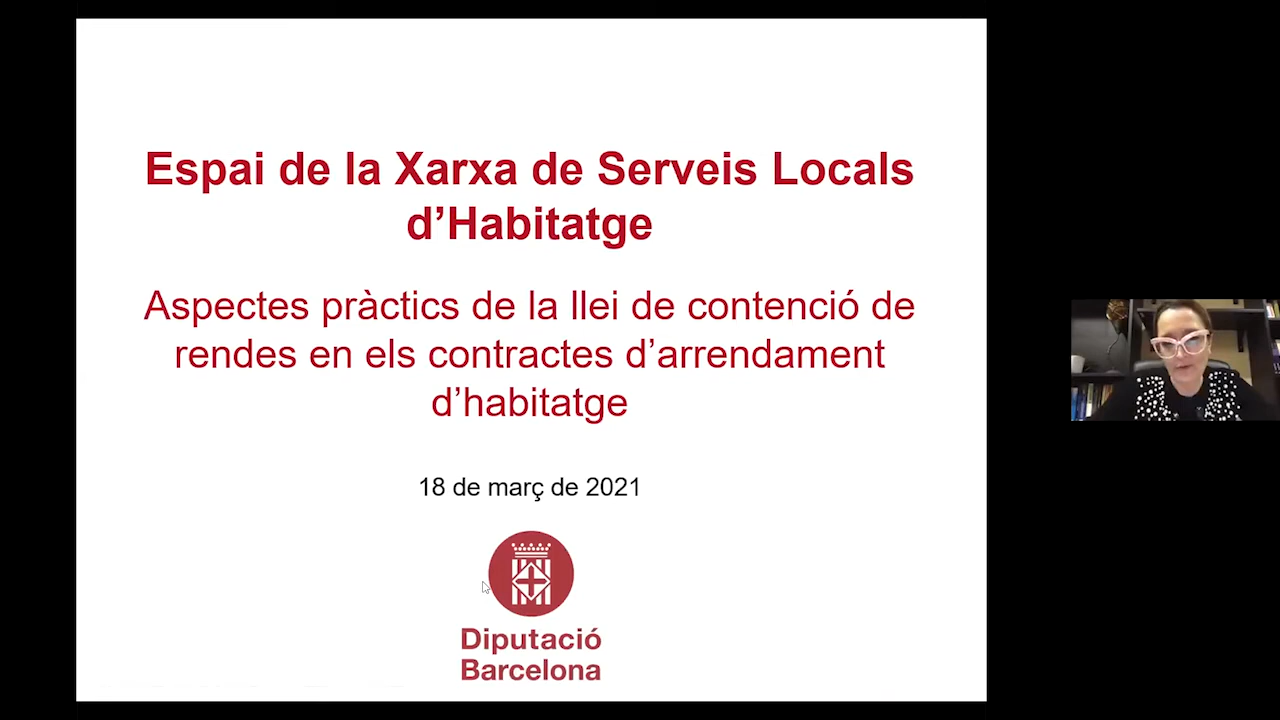 Espai de la Xarxa de Serveis Locals
d’Habitatge
Aspectes pràctics de la llei de contenció de
rendes en els contractes d’arrendament
d’habitatge
18 de març de 2021
Diputació
Barcelona